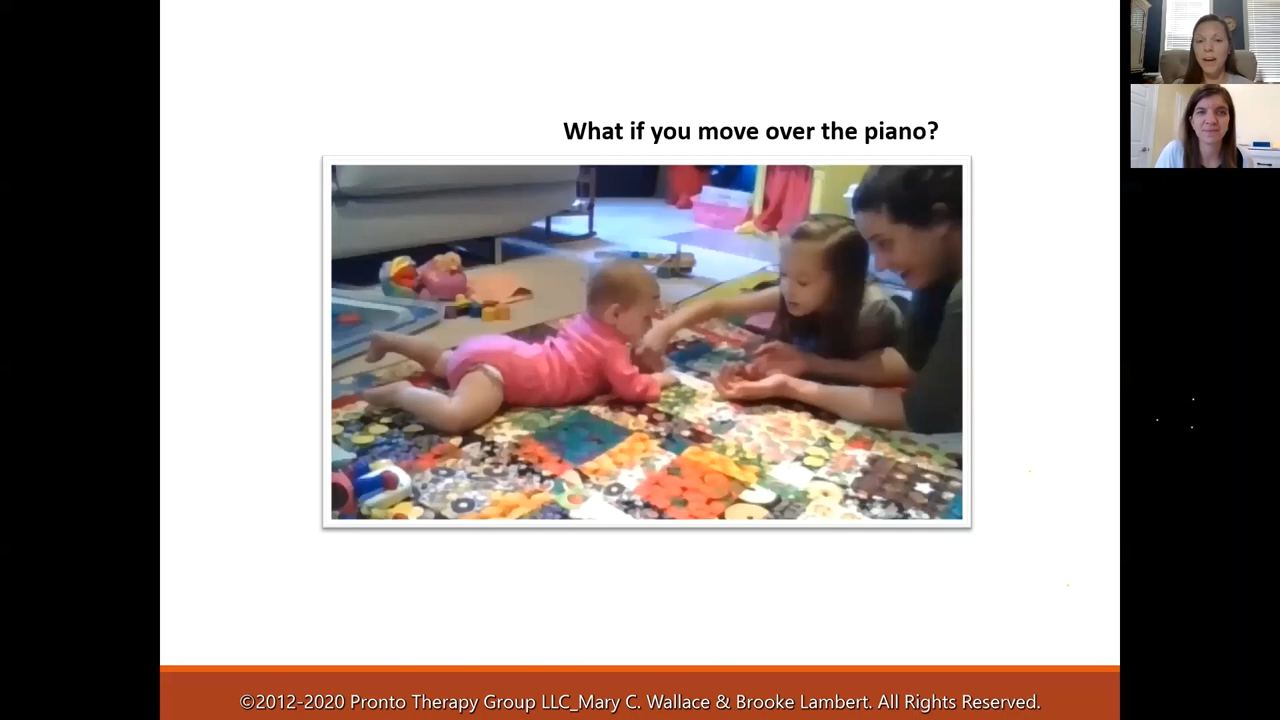 What if you move over the piano?
©2012-2020 Pronto Therapy Group LLC_Mary C. Wallace & Brooke Lambert. All Rights Reserved.